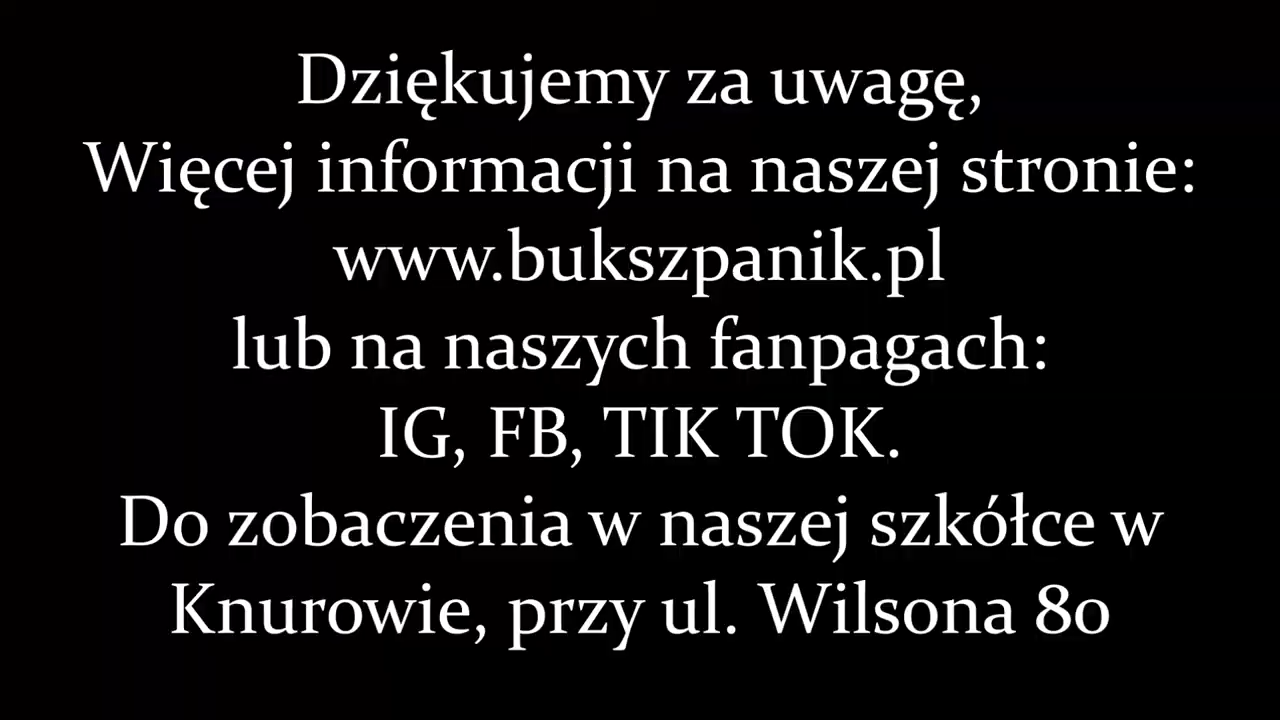 Dziękujemy za uwagę,
Więcej informacji na naszej stronie:
www.bukszpanik.pl
lub na naszych fanpagach:
IG, FB, TIK TOK.
Do zobaczenia w naszej szkółce w
Knurowie, przy ul. Wilsona 80